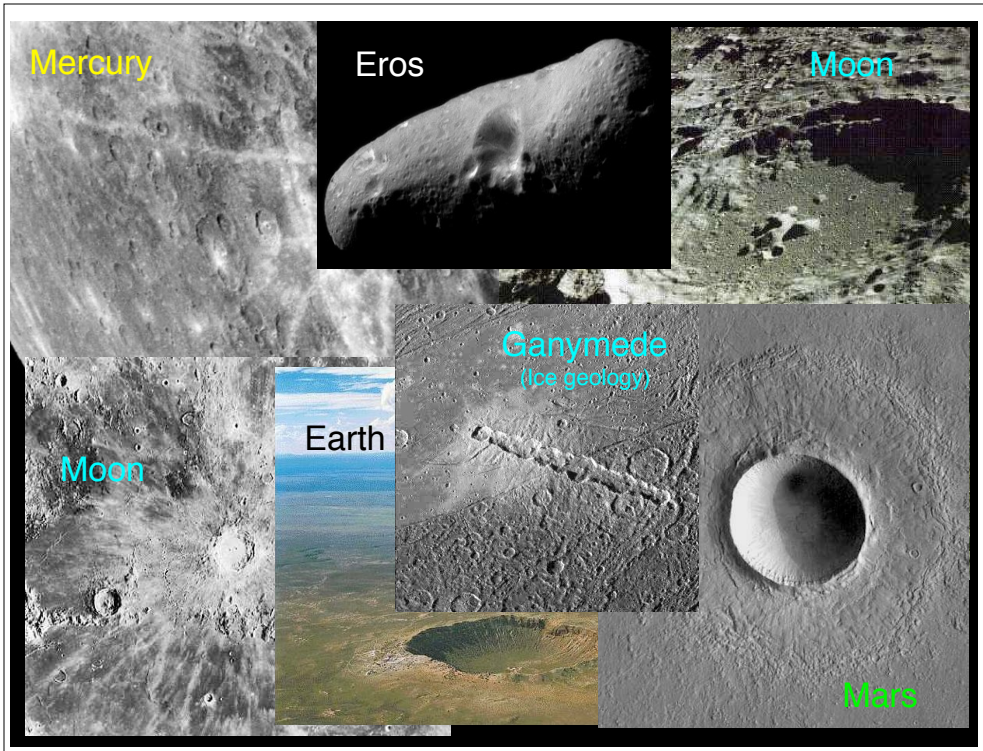 Mercury
Eros
Moon
Ganymede
(Ice geology)
Earth
Moon
Mars